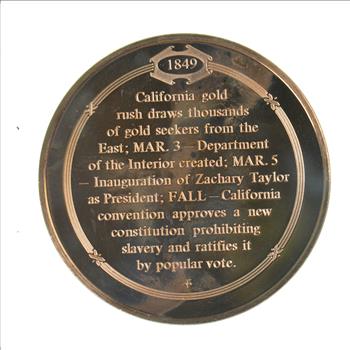 1849
California gold
rush draws thousands
of gold seekers from the
East; MAR. 3—Department
of the Interior created; MAR. 5
— Inauguration of Zachary Taylor
as President; FALL—California
convention approves a new
constitution prohibiting
slavery and ratifies it
by popular vote.